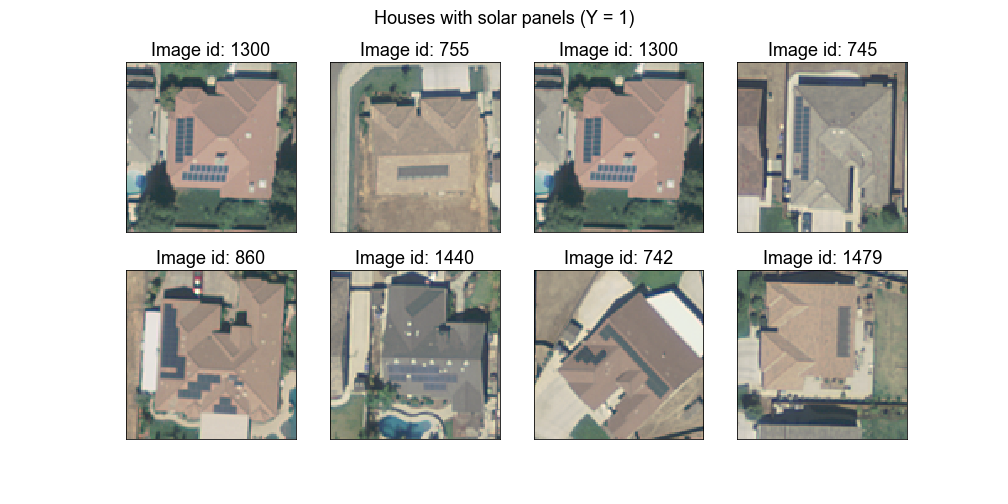 Houses with solar panels (Y = 1)
Image id: 1300
Image id: 755
Image id: 1300
Image id: 745
Image id: 860
Image id: 1440
Image id: 742
Image id: 1479